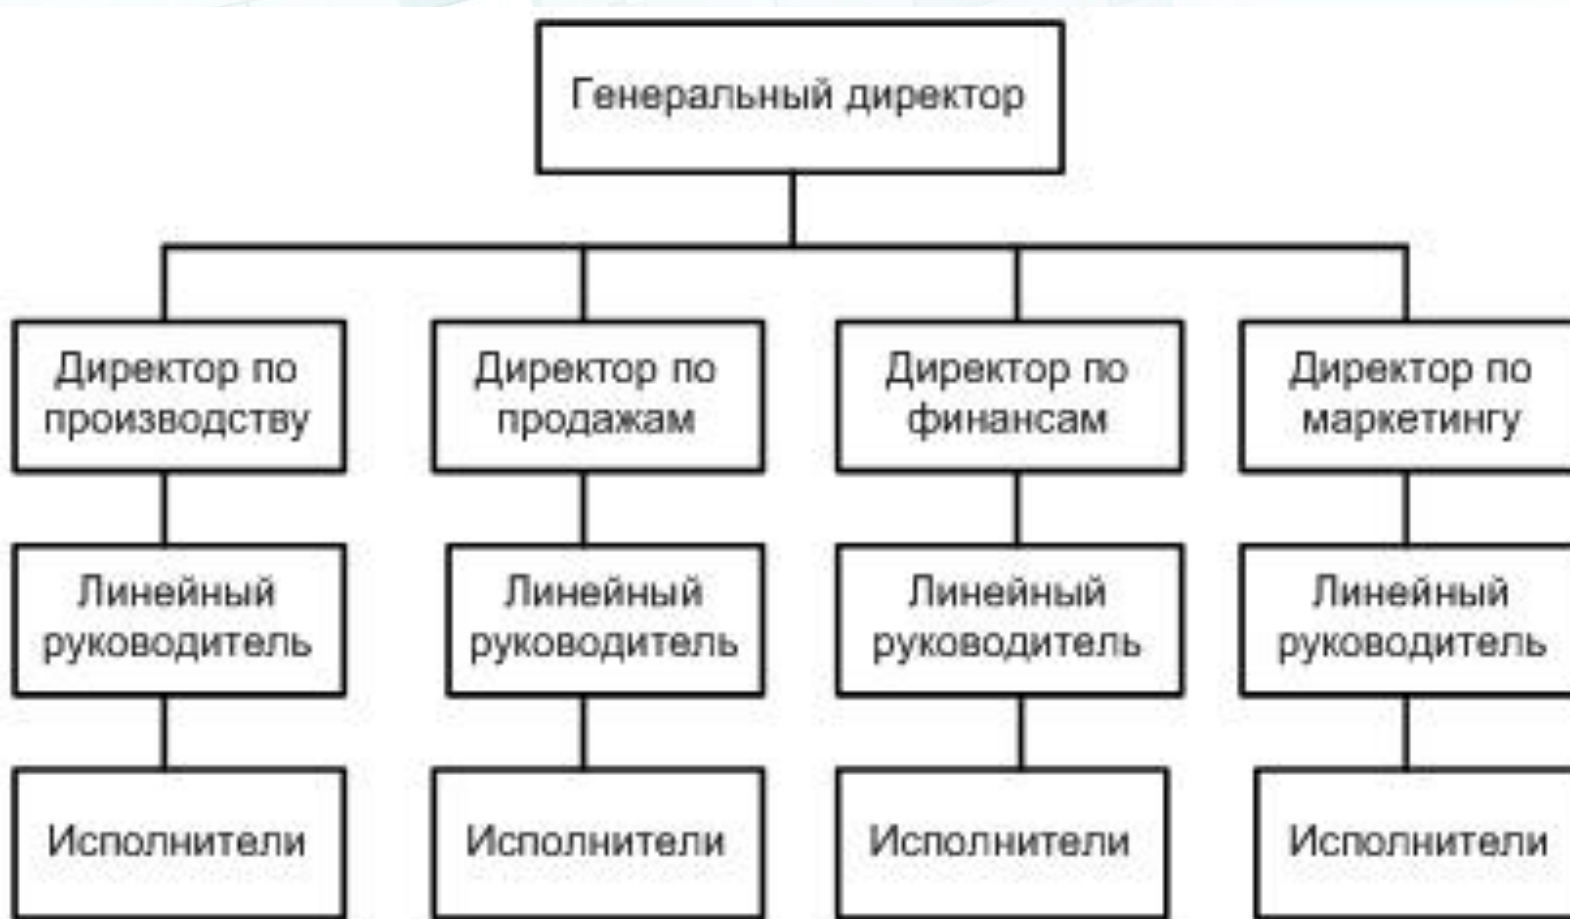 Генеральный директор
Директор по
производству
Директор по
продажам
Директор по
финансам
Директор по
маркетингу
Линейный
руководитель
Линейный
руководитель
Линейный
руководитель
Линейный
руководитель
Исполнители
Исполнители
Исполнители
Исполнители